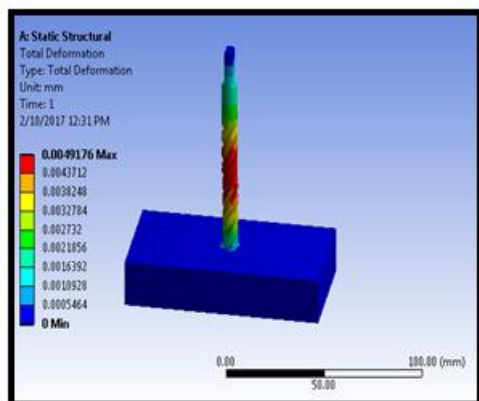 A: Static Structural
Total Deformation
Type: Total Deformation
Unit: mm
Time: 1
2/10/2017 12:31 PM
0.0049176 Max
0.0043712
0.0038248
0.0032784
0.002732
0.0021856
0.0016392
0.0010928
0.0005464
0 Min
0.00 100.00 (mm)
50.00